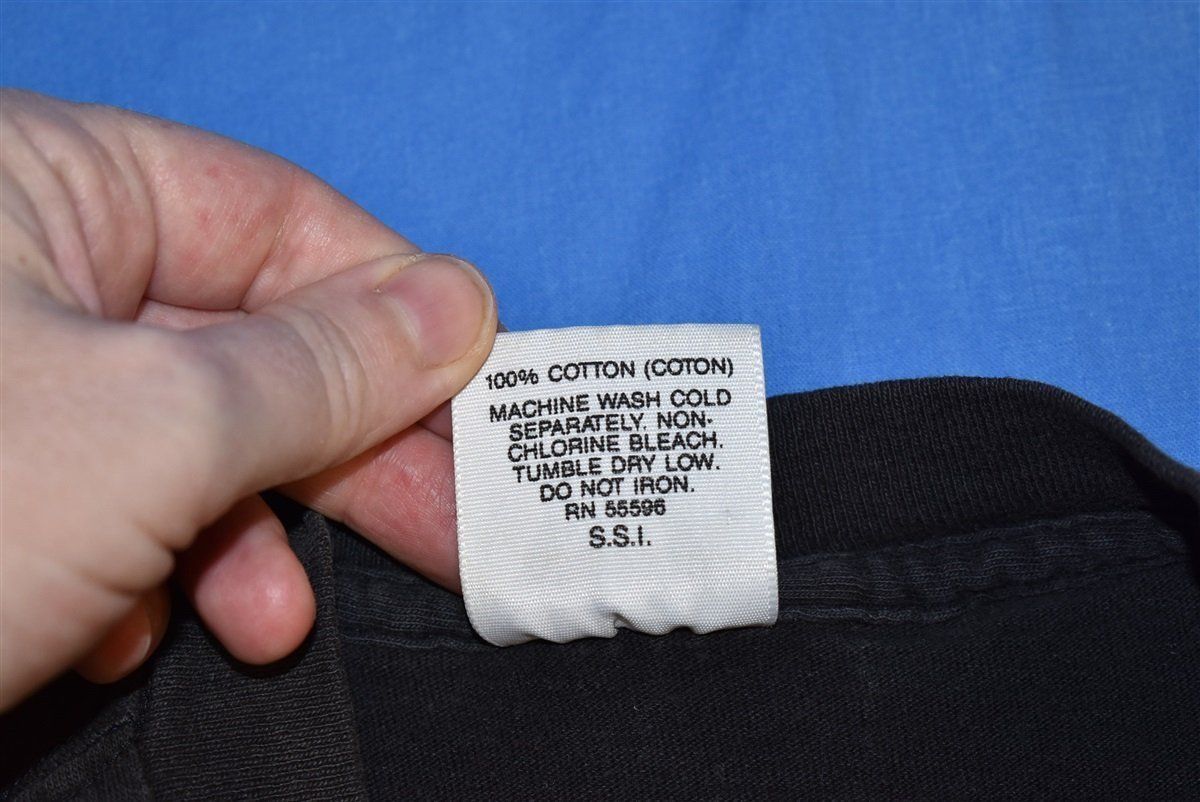 100% COTTON (COTON)
MACHINE WASH COLD
SEPARATELY. NON-
CHLORINE BLEACH.
TUMBLE DRY LOW.
DO NOT IRON.
RN 55596
S.S.I.